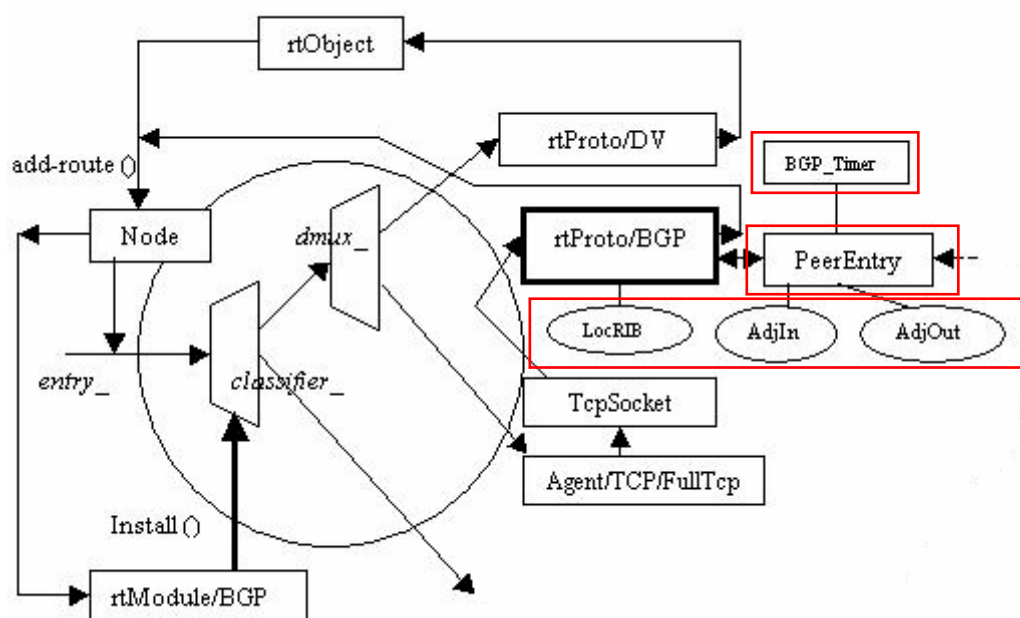 rtObject
rtProto/DV
BGP_Timer
add-route ()
Node
dmux_
rtProto/BGP
PeerEntry
LocRIB
AdjIn
AdjOut
entry_
classifier_
TcpSocket
Agent/TCP/FullTcp
Install ()
rtModule/BGP